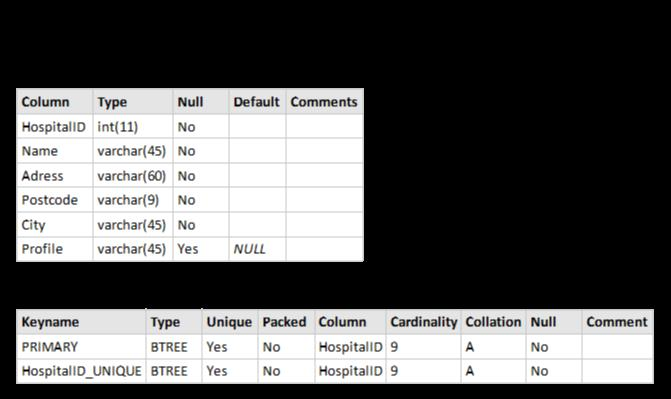 Column Type Null Default Comments
HospitalID int(11) No
Name varchar(45) No
Adress varchar(60) No
Postcode varchar(9) No
City varchar(45) No
Profile varchar(45) Yes NULL
Keyname Type Unique Packed Column Cardinality Collation Null Comment
PRIMARY BTREE Yes No HospitalID 9 A No
HospitalID_UNIQUE BTREE Yes No HospitalID 9 A No